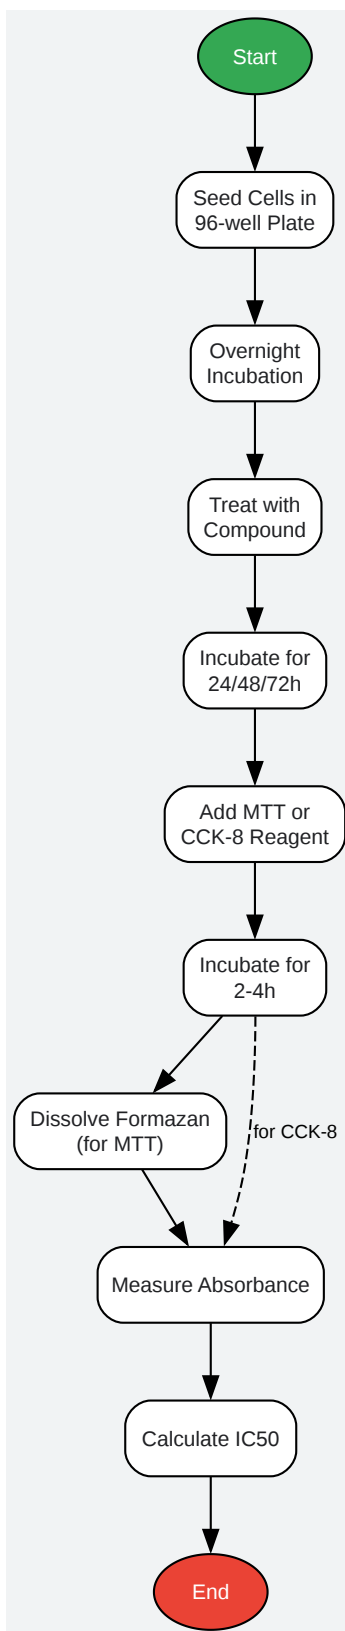 Start
Seed Cells in
96-well Plate
Overnight
Incubation
Treat with
Compound
Incubate for
24/48/72h
Add MTT or
CCK-8 Reagent
Incubate for
2-4h
Dissolve Formazan
(for MTT)
for CCK-8
Measure Absorbance
Calculate IC50
End